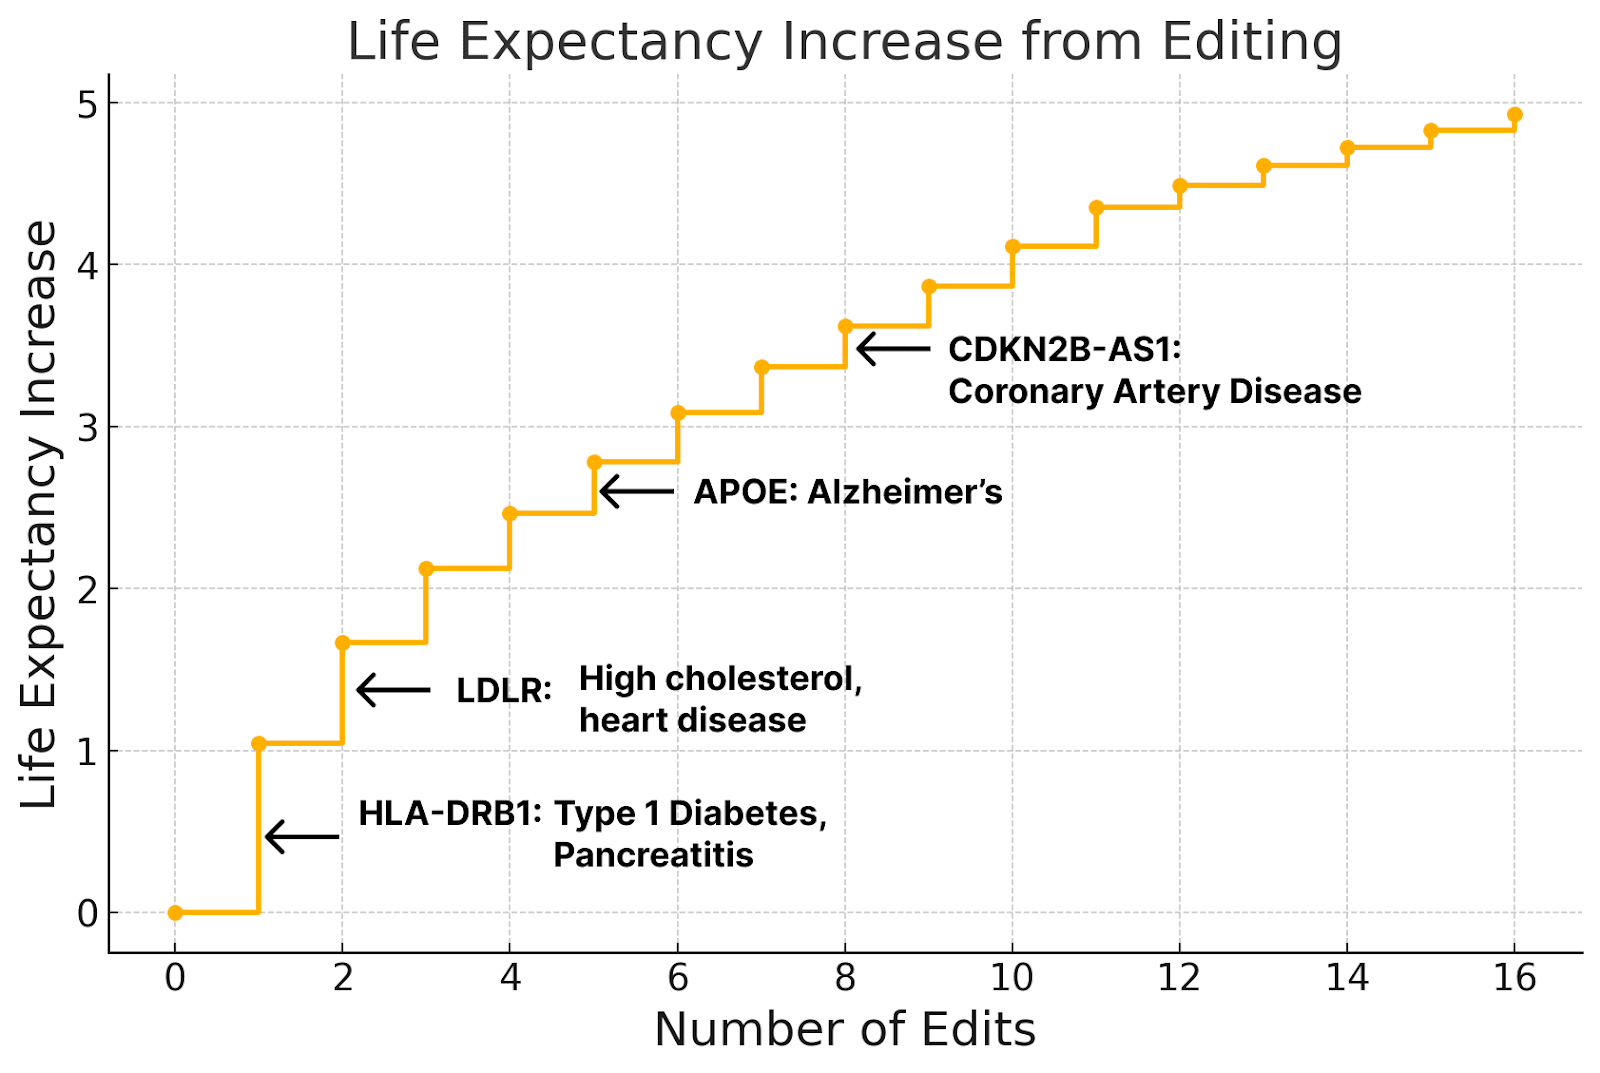 Life Expectancy Increase from Editing
Life Expectancy Increase
5
4
3
2
1
0
CDKN2B-AS1:
Coronary Artery Disease
APOE: Alzheimer’s
LDLR: High cholesterol,
heart disease
HLA-DRB1: Type 1 Diabetes,
Pancreatitis
0 2 4 6 8 10 12 14 16
Number of Edits